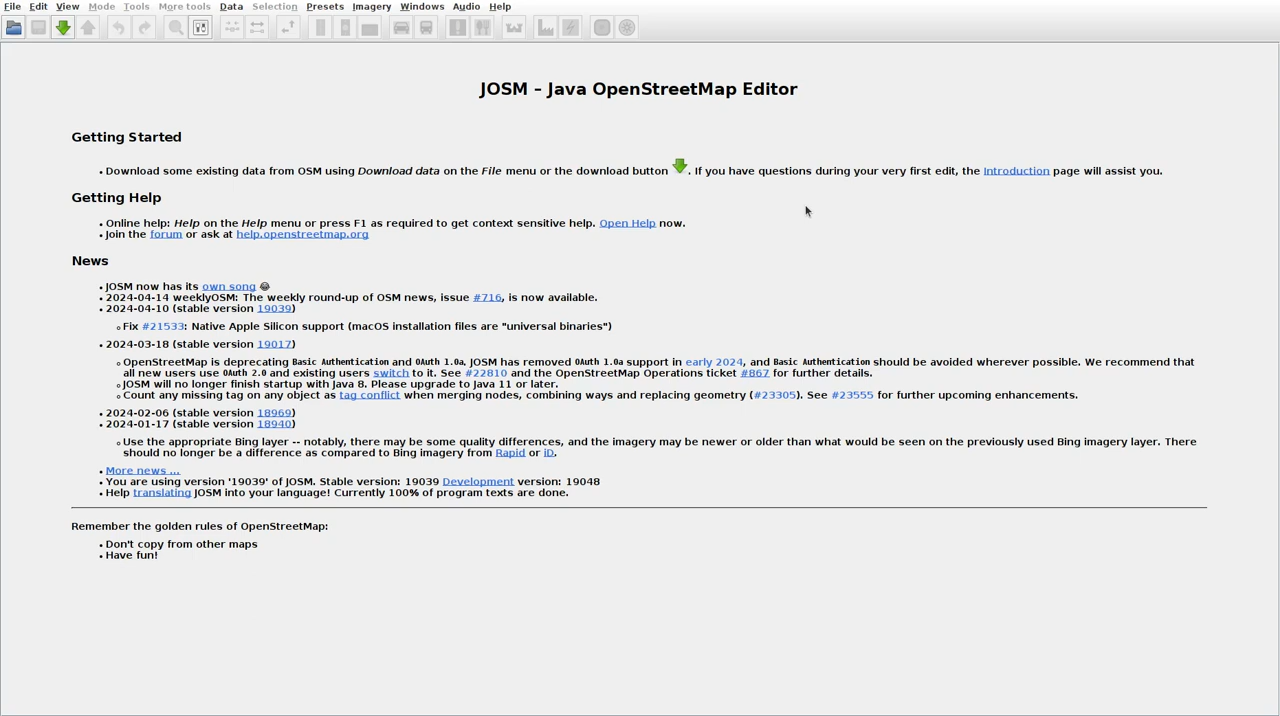 File Edit View Mode Tools More tools Data Selection Presets Imagery Windows Audio Help
JOSM – Java OpenStreetMap Editor
Getting Started
• Download some existing data from OSM using Download data on the File menu or the download button . If you have questions during your very first edit, the Introduction page will assist you.
Getting Help
• Online help: Help on the Help menu or press F1 as required to get context sensitive help. Open Help now.
• Join the forum or ask at help.openstreetmap.org
News
• JOSM now has its own song 😂
• 2024-04-14 weeklyOSM: The weekly round-up of OSM news, issue #716, is now available.
• 2024-04-10 (stable version 19039)
◦ Fix #21533: Native Apple Silicon support (macOS installation files are "universal binaries")
• 2024-03-18 (stable version 19017)
◦ OpenStreetMap is deprecating Basic Authentication and OAuth 1.0a. JOSM has removed OAuth 1.0a support in early 2024, and Basic Authentication should be avoided wherever possible. We recommend that
all new users use OAuth 2.0 and existing users switch to it. See #22810 and the OpenStreetMap Operations ticket #867 for further details.
◦ JOSM will no longer finish startup with Java 8. Please upgrade to Java 11 or later.
◦ Count any missing tag on any object as tag conflict when merging nodes, combining ways and replacing geometry (#23305). See #23555 for further upcoming enhancements.
• 2024-02-06 (stable version 18969)
• 2024-01-17 (stable version 18940)
◦ Use the appropriate Bing layer -- notably, there may be some quality differences, and the imagery may be newer or older than what would be seen on the previously used Bing imagery layer. There
should no longer be a difference as compared to Bing imagery from Rapid or iD.
• More news ...
• You are using version '19039' of JOSM. Stable version: 19039 Development version: 19048
• Help translating JOSM into your language! Currently 100% of program texts are done.
Remember the golden rules of OpenStreetMap:
• Don't copy from other maps
• Have fun!